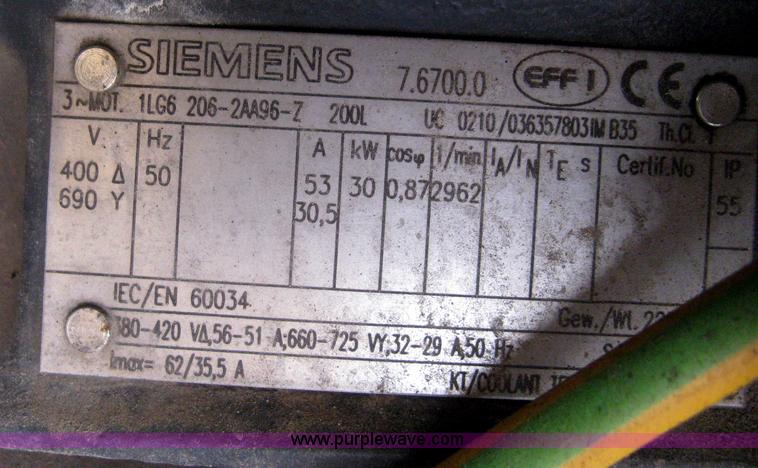 SIEMENS 7.6700.0 EFF 1 CE
3~MOT. 1LG6 206-2AA96-Z 200L UC 0210/036357803 IM B35 Th.Cl.
V Hz A kW cosφ 1/min IA/IN TE s Certif.No IP
400 Δ 50 53 30 0,87 2962 55
690 Y 30,5
IEC/EN 60034 Gew./Wt.
380-420 VΔ,56-51 A;660-725 VY,32-29 A,50 Hz
Imax= 62/35,5 A KT/COOLANT
www.purplewave.com